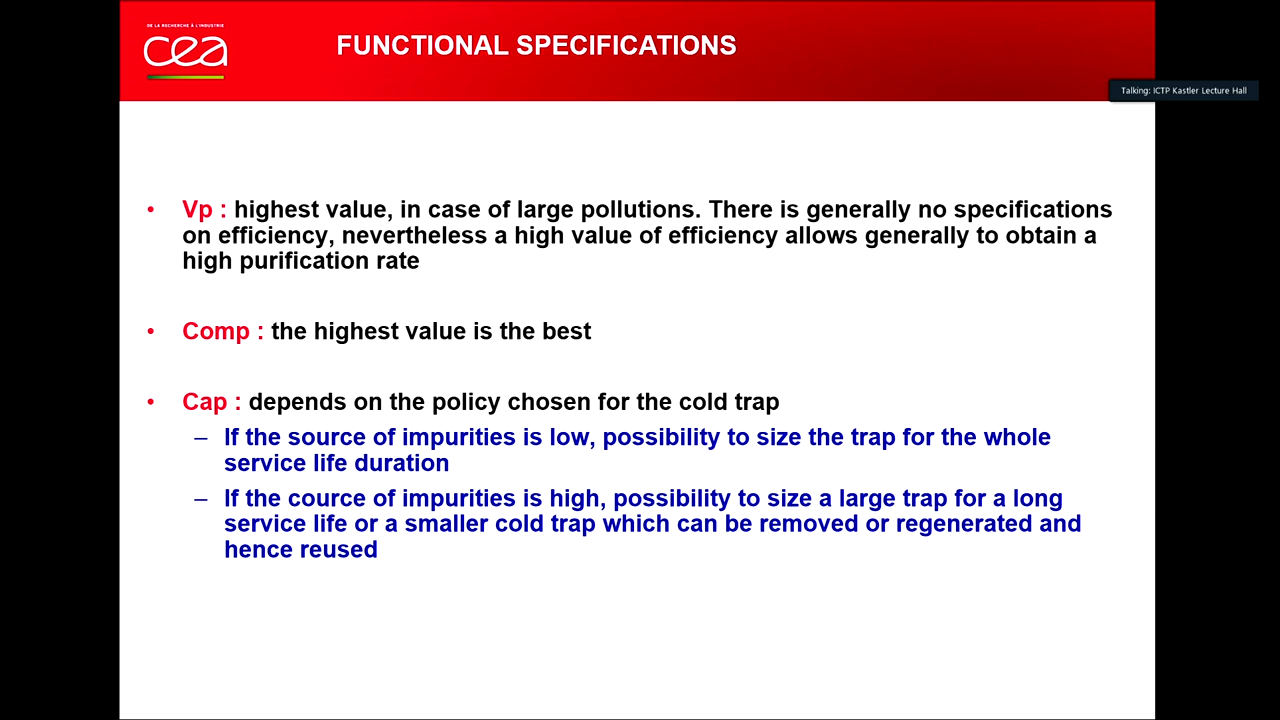 DE LA RECHERCHE À L'INDUSTRIE
cea
FUNCTIONAL SPECIFICATIONS
Talking: ICTP Kastler Lecture Hall
• Vp : highest value, in case of large pollutions. There is generally no specifications
on efficiency, nevertheless a high value of efficiency allows generally to obtain a
high purification rate
• Comp : the highest value is the best
• Cap : depends on the policy chosen for the cold trap
– If the source of impurities is low, possibility to size the trap for the whole
service life duration
– If the cource of impurities is high, possibility to size a large trap for a long
service life or a smaller cold trap which can be removed or regenerated and
hence reused